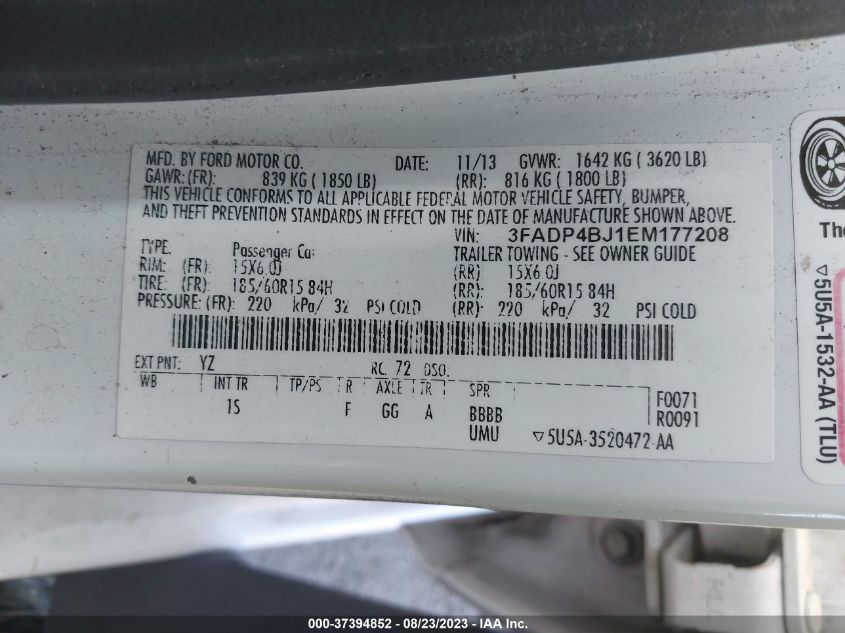 MFD. BY FORD MOTOR CO. DATE: 11/13 GVWR: 1642 KG ( 3620 LB)
GAWR: (FR): 839 KG ( 1850 LB) (RR): 816 KG ( 1800 LB)
THIS VEHICLE CONFORMS TO ALL APPLICABLE FEDERAL MOTOR VEHICLE SAFETY, BUMPER,
AND THEFT PREVENTION STANDARDS IN EFFECT ON THE DATE OF MANUFACTURE SHOWN ABOVE.
VIN: 3FADP4BJ1EM177208
TYPE: Passenger Car TRAILER TOWING - SEE OWNER GUIDE
RIM: (FR): 15X6.0J (RR): 15X6.0J
TIRE: (FR): 185/60R15 84H (RR): 185/60R15 84H
PRESSURE: (FR): 220 kPa/ 32 PSI COLD (RR): 220 kPa/ 32 PSI COLD
EXT PNT: YZ RC: 72 DSO:
WB INT TR TP/PS R AXLE TR SPR
1S F GG A BBBB
UMU
F0071
R0091
▽5U5A-3520472-AA
The
▽5U5A-1532-AA (TLU)
000-37394852 - 08/23/2023 - IAA Inc.